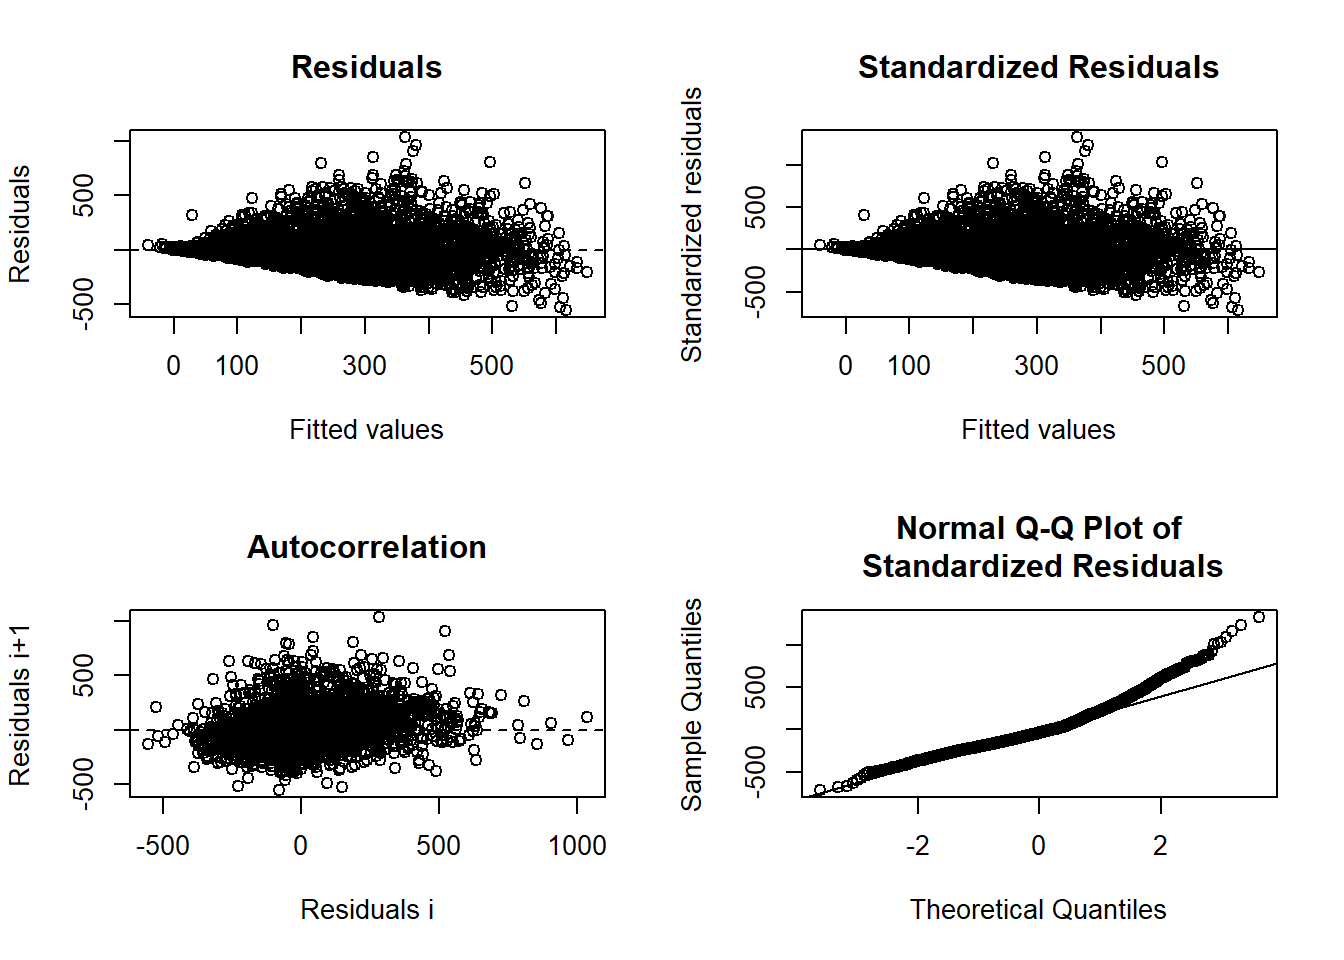 Residuals
Residuals
500
-500
0 100 300 500
Fitted values
Standardized Residuals
Standardized residuals
500
-500
0 100 300 500
Fitted values
Autocorrelation
Residuals i+1
500
-500
-500 0 500 1000
Residuals i
Normal Q-Q Plot of
Standardized Residuals
Sample Quantiles
500
-500
-2 0 2
Theoretical Quantiles